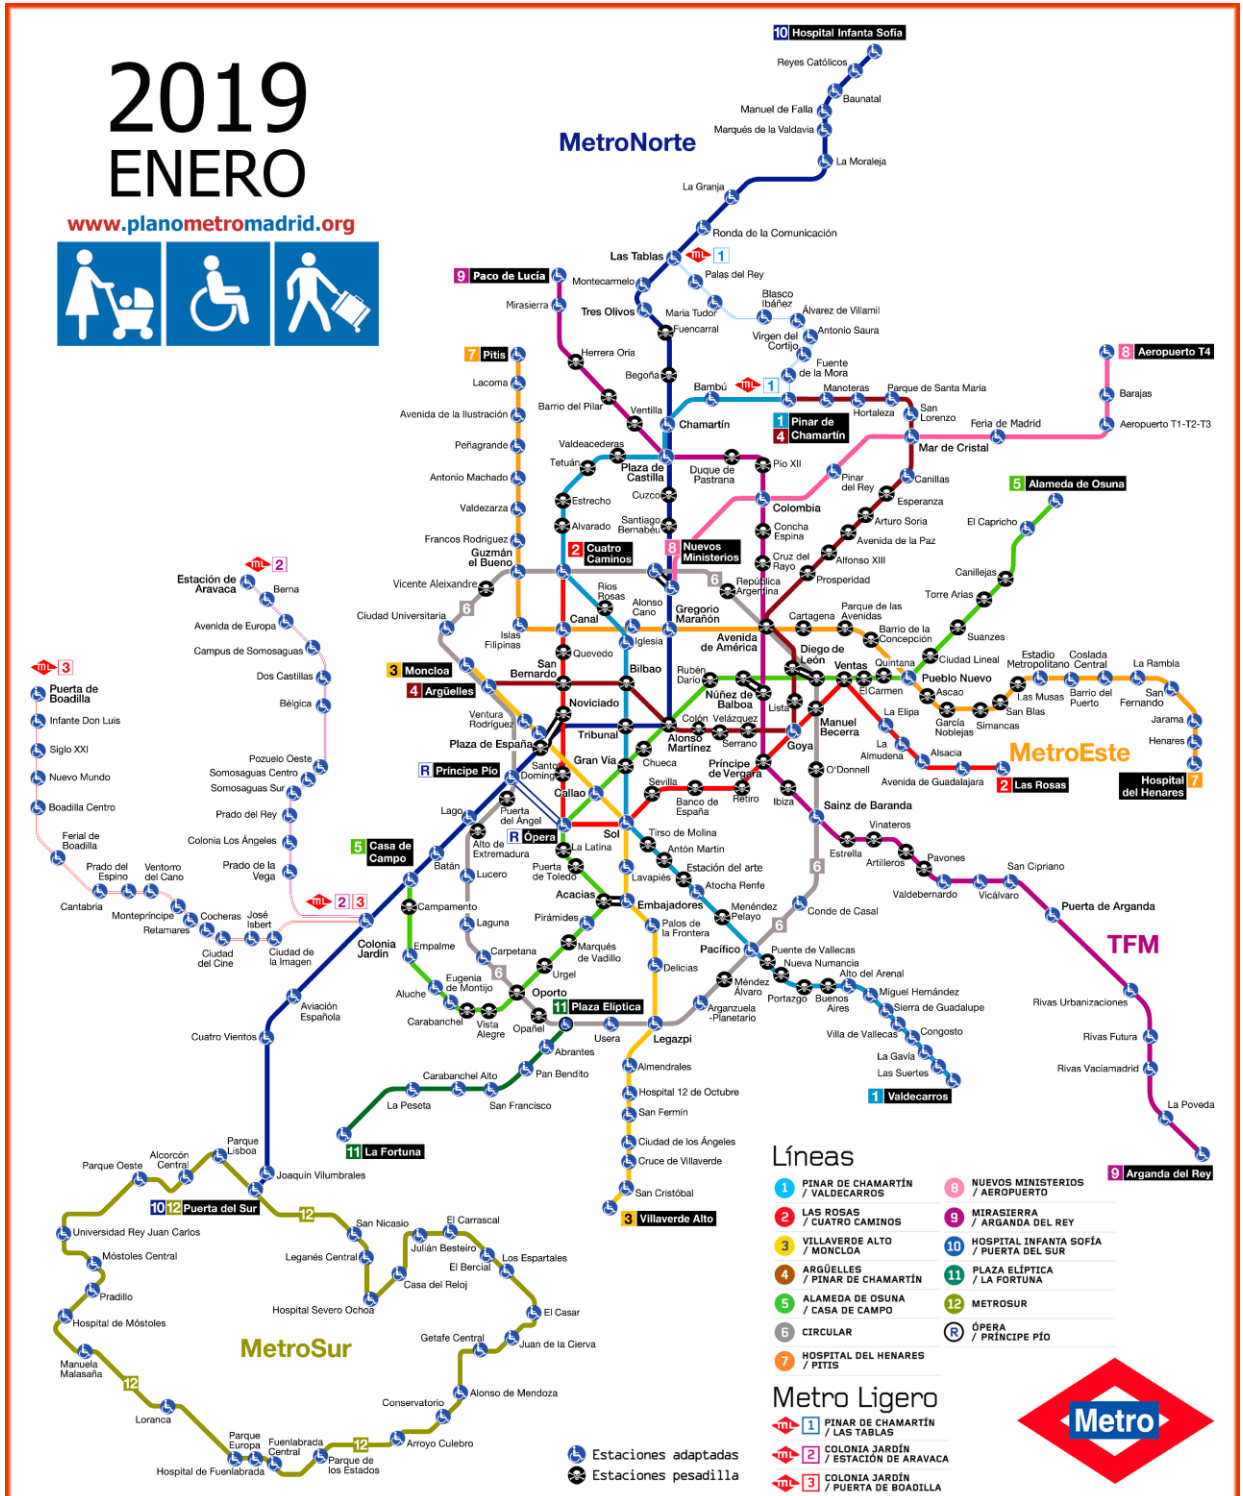 2019
ENERO
www.planometromadrid.org
10 Hospital Infanta Sofía
Reyes Católicos
Baunatal
Manuel de Falla
Marqués de la Valdavia
MetroNorte
La Moraleja
La Granja
Ronda de la Comunicación
Las Tablas
mL 1
9 Paco de Lucía
Montecarmelo
Palas del Rey
Mirasierra
Tres Olivos
María Tudor
Blasco
Ibáñez
Álvarez de Villamil
Fuencarral
Antonio Saura
Virgen del
Cortijo
7 Pitis
Herrera Oria
Fuente
de la Mora
8 Aeropuerto T4
Lacoma
Begoña
Bambú
mL 1
Manoteras
Parque de Santa María
Barajas
Avenida de la Ilustración
Barrio del Pilar
Ventilla
Chamartín
1 Pinar de
4 Chamartín
Hortaleza
San
Lorenzo
Feria de Madrid
Aeropuerto T1-T2-T3
Peñagrande
Valdeacederas
Mar de Cristal
Tetuán
Plaza de
Castilla
Duque de
Pastrana
Pío XII
Pinar
del Rey
Canillas
5 Alameda de Osuna
Antonio Machado
Estrecho
Cuzco
Colombia
Esperanza
Valdezarza
Alvarado
Santiago
Bernabéu
Concha
Espina
Arturo Soria
El Capricho
Francos Rodríguez
Avenida de la Paz
Guzmán
el Bueno
2 Cuatro
Caminos
8 Nuevos
Ministerios
Cruz del
Rayo
Alfonso XIII
Canillejas
mL 2
Estación de
Aravaca
Berna
Vicente Aleixandre
6
República
Argentina
Prosperidad
Torre Arias
Ríos
Rosas
Alonso
Cano
Gregorio
Marañón
Cartagena
Parque de las
Avenidas
Ciudad Universitaria
6
Canal
Iglesia
Avenida
de América
Barrio de la
Concepción
Suanzes
Avenida de Europa
Islas
Filipinas
Quevedo
Diego de
León
Campus de Somosaguas
mL 3
3 Moncloa
San
Bernardo
Bilbao
Rubén
Darío
Ventas
Quintana
Ciudad Lineal
Estadio
Metropolitano
Coslada
Central
La Rambla
Puerta de
Boadilla
Dos Castillas
4 Argüelles
Núñez de
Balboa
Lista
El Carmen
Pueblo Nuevo
Ascao
Las Musas
Barrio del
Puerto
San
Fernando
Infante Don Luis
Bélgica
Ventura
Rodríguez
Noviciado
Colón
Velázquez
Manuel
Becerra
La Elipa
García
Noblejas
Simancas
San Blas
Jarama
Siglo XXI
Plaza de España
Tribunal
Alonso
Martínez
Serrano
Goya
La
Almudena
Alsacia
MetroEste
Henares
Pozuelo Oeste
R Príncipe Pío
Santo
Domingo
Gran Vía
Chueca
Príncipe
de Vergara
O'Donnell
Avenida de Guadalajara
2 Las Rosas
Hospital
del Henares 7
Nuevo Mundo
Somosaguas Centro
Somosaguas Sur
Callao
Sevilla
Banco de
España
Retiro
Ibiza
Sainz de Baranda
Boadilla Centro
Prado del Rey
Lago
Puerta
del Ángel
R Ópera
Sol
Tirso de Molina
Vinateros
Ferial de
Boadilla
Colonia Los Ángeles
5 Casa de
Campo
Alto de
Extremadura
La Latina
Antón Martín
Estrella
Artilleros
Pavones
Prado del
Espino
Ventorro
del Cano
Prado de la
Vega
Batán
Lucero
Puerta
de Toledo
Lavapiés
Estación del arte
6
San Cipriano
Cantabria
Montepríncipe
Retamares
Cocheras
José
Isbert
mL 2 3
Campamento
Acacias
Embajadores
Atocha Renfe
Valdebernardo
Vicálvaro
Laguna
Pirámides
Palos de
la Frontera
Menéndez
Pelayo
Conde de Casal
Puerta de Arganda
Ciudad
del Cine
Ciudad de
la Imagen
Colonia
Jardín
Empalme
Carpetana
Marqués
de Vadillo
6
Pacífico
Puente de Vallecas
TFM
6
Urgel
Delicias
Nueva Numancia
Aluche
Eugenia
de Montijo
Oporto
Méndez
Álvaro
Alto del Arenal
Aviación
Española
Carabanchel
Vista
Alegre
Opañel
11 Plaza Elíptica
Arganzuela
-Planetario
Portazgo
Buenos
Aires
Miguel Hernández
Rivas Urbanizaciones
Cuatro Vientos
Usera
Legazpi
Sierra de Guadalupe
Abrantes
Villa de Vallecas
Congosto
Rivas Futura
Carabanchel Alto
Pan Bendito
Almendrales
La Gavía
Las Suertes
Rivas Vaciamadrid
La Peseta
San Francisco
Hospital 12 de Octubre
1 Valdecarros
San Fermín
La Poveda
11 La Fortuna
Ciudad de los Ángeles
Cruce de Villaverde
9 Arganda del Rey
San Cristóbal
3 Villaverde Alto
Parque
Lisboa
Alcorcón
Central
Parque Oeste
Joaquín Vilumbrales
10 12 Puerta del Sur
12
Universidad Rey Juan Carlos
San Nicasio
El Carrascal
Móstoles Central
Leganés Central
Julián Besteiro
Los Espartales
El Bercial
Pradillo
Casa del Reloj
Hospital Severo Ochoa
El Casar
Hospital de Móstoles
Getafe Central
Juan de la Cierva
MetroSur
Manuela
Malasaña
12
Alonso de Mendoza
Conservatorio
Loranca
Parque
Europa
Fuenlabrada
Central
12
Arroyo Culebro
Hospital de Fuenlabrada
Parque de
los Estados
Estaciones adaptadas
Estaciones pesadilla
Líneas
1 PINAR DE CHAMARTÍN
/ VALDECARROS
2 LAS ROSAS
/ CUATRO CAMINOS
3 VILLAVERDE ALTO
/ MONCLOA
4 ARGÜELLES
/ PINAR DE CHAMARTÍN
5 ALAMEDA DE OSUNA
/ CASA DE CAMPO
6 CIRCULAR
7 HOSPITAL DEL HENARES
/ PITIS
8 NUEVOS MINISTERIOS
/ AEROPUERTO
9 MIRASIERRA
/ ARGANDA DEL REY
10 HOSPITAL INFANTA SOFÍA
/ PUERTA DEL SUR
11 PLAZA ELÍPTICA
/ LA FORTUNA
12 METROSUR
R ÓPERA
/ PRÍNCIPE PÍO
Metro Ligero
mL 1 PINAR DE CHAMARTÍN
/ LAS TABLAS
mL 2 COLONIA JARDÍN
/ ESTACIÓN DE ARAVACA
mL 3 COLONIA JARDÍN
/ PUERTA DE BOADILLA
Metro